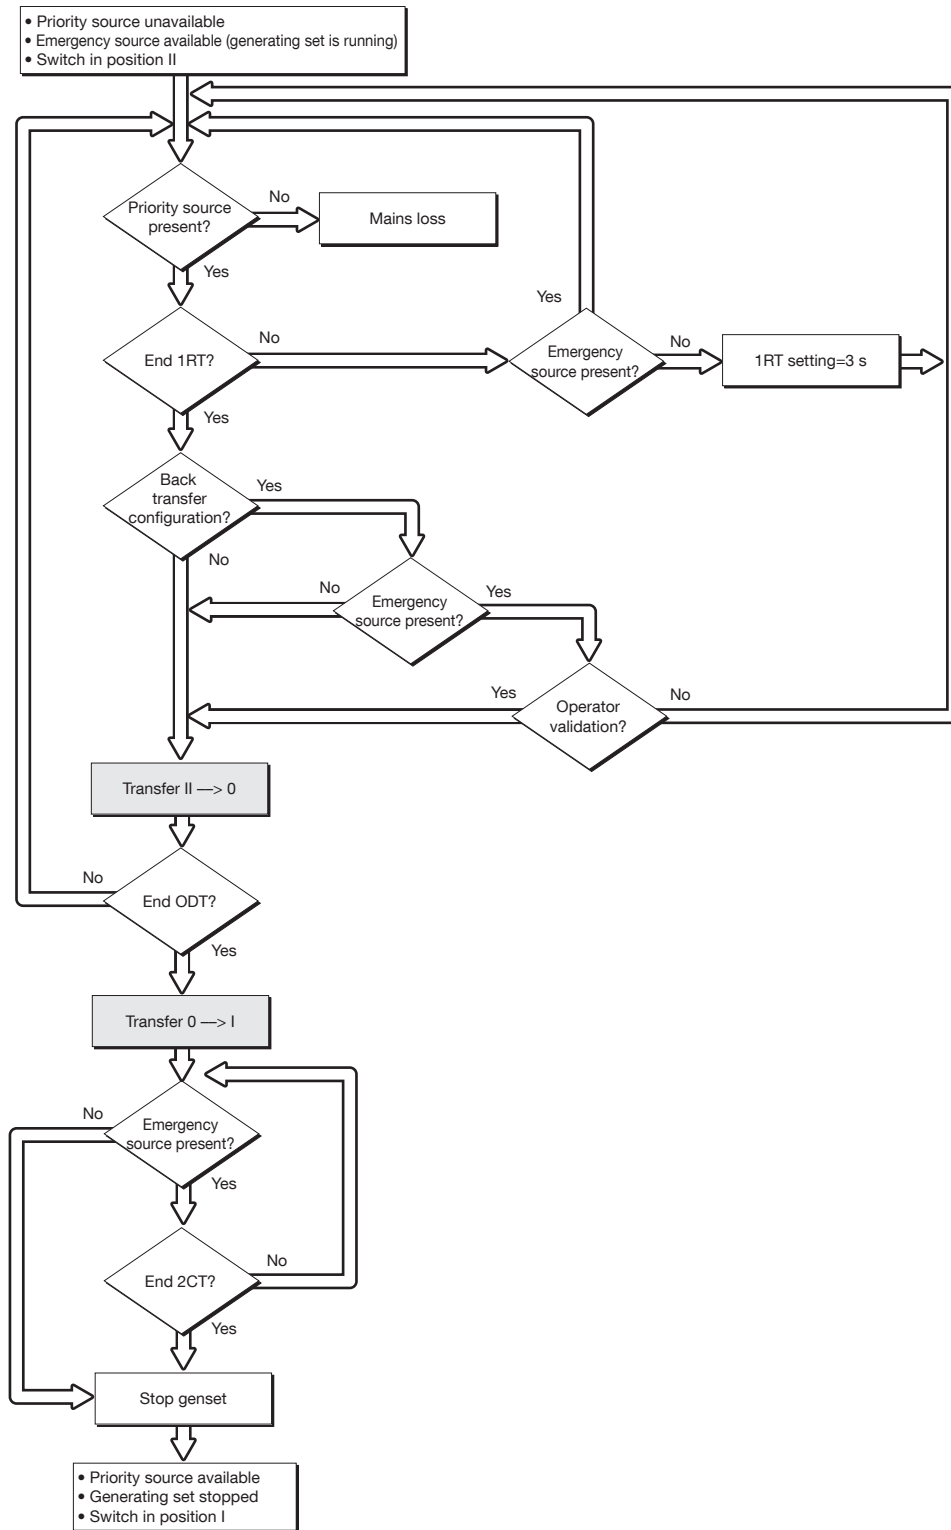 • Priority source unavailable
• Emergency source available (generating set is running)
• Switch in position II
Priority source
present?
No
Mains loss
Yes
End 1RT?
No
Yes
Emergency
source present?
No
1RT setting=3 s
Yes
Back
transfer
configuration?
Yes
No
No
Emergency
source present?
Yes
Yes
Operator
validation?
No
Transfer II —> 0
No
End ODT?
Yes
Transfer 0 —> I
No
Emergency
source present?
Yes
End 2CT?
No
Yes
Stop genset
• Priority source available
• Generating set stopped
• Switch in position I